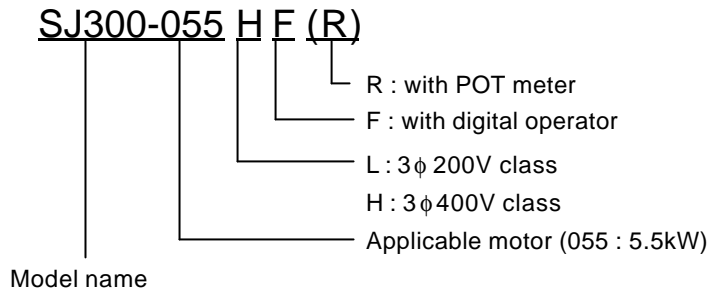 SJ300-055 H F (R)
R : with POT meter
F : with digital operator
L : 3ϕ 200V class
H : 3ϕ 400V class
Applicable motor (055 : 5.5kW)
Model name